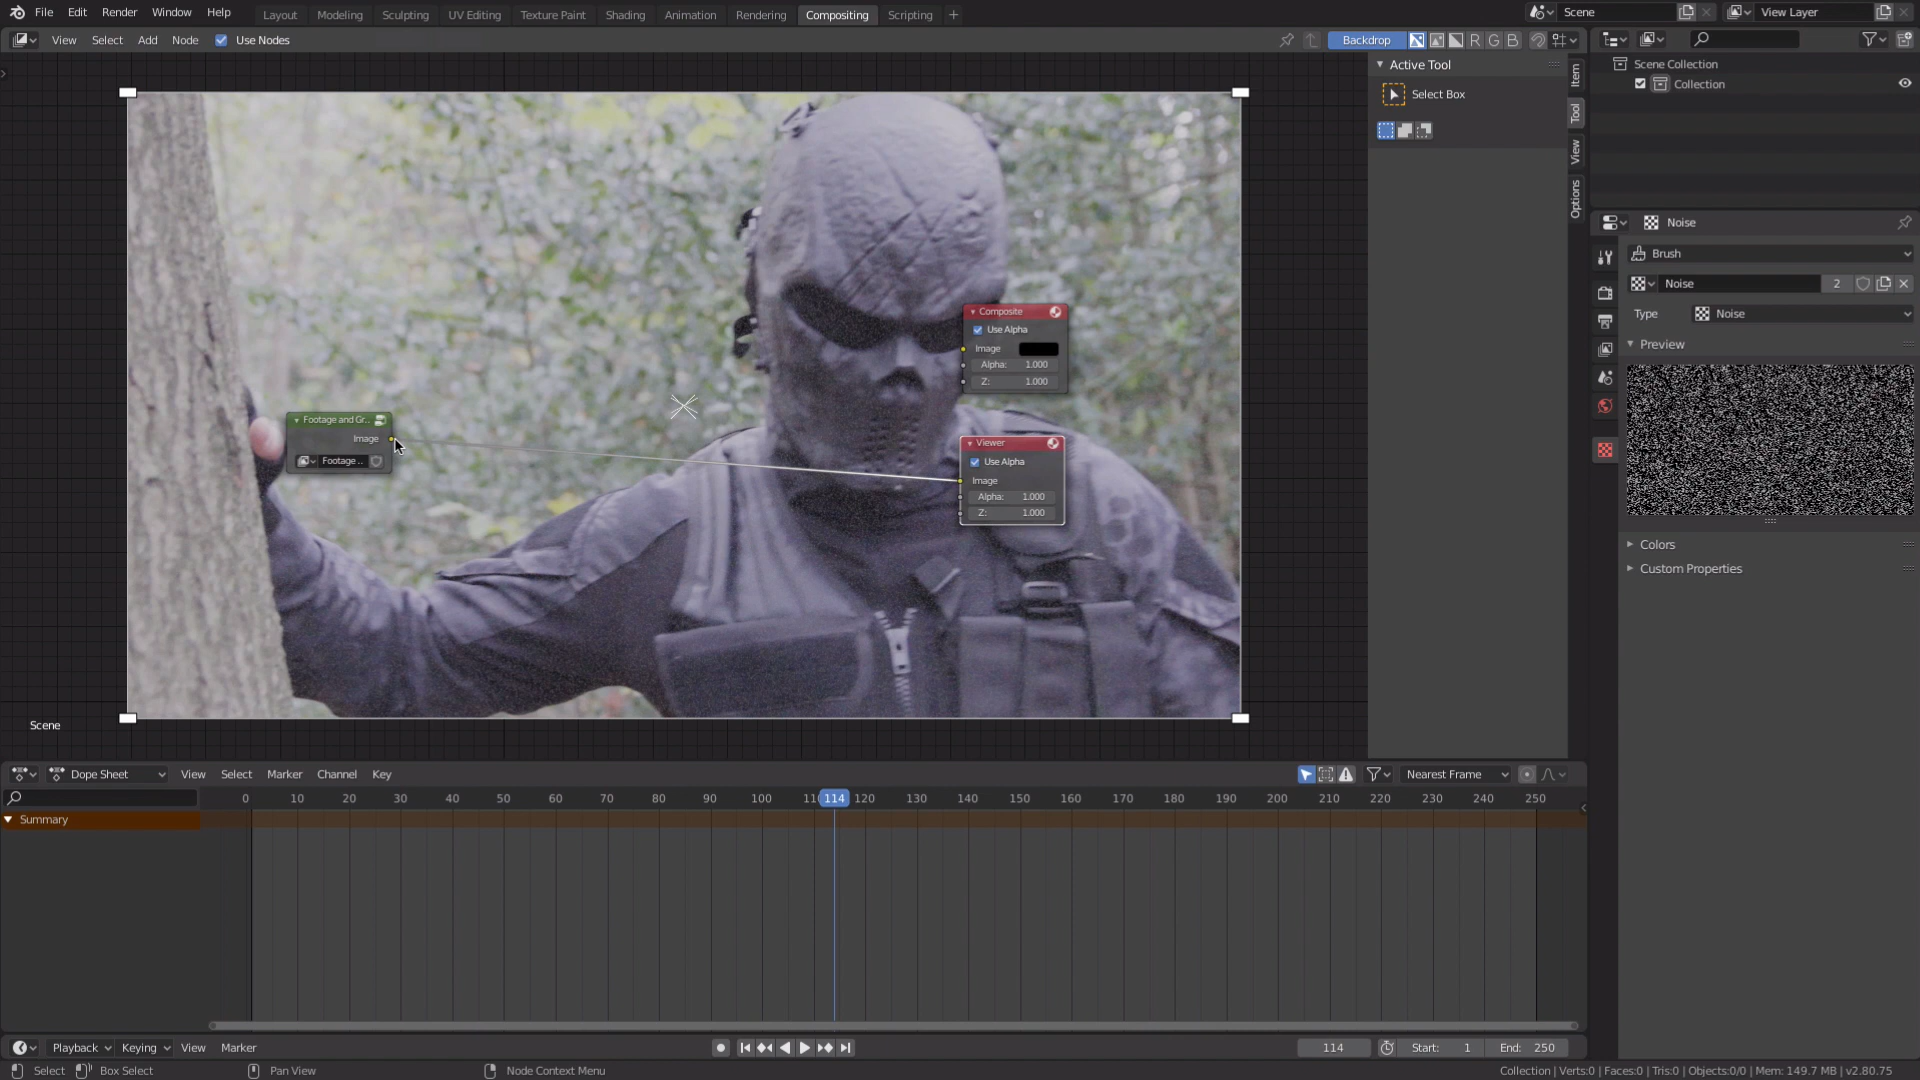 File Edit Render Window Help Layout Modeling Sculpting UV Editing Texture Paint Shading Animation Rendering Compositing Scripting + Scene View Layer
View Select Add Node Use Nodes Backdrop R G B
Active Tool
Select Box
Item
Tool
View
Options
Scene Collection
Collection
Noise
Brush
Noise 2
Type Noise
Preview
Colors
Custom Properties
Composite
Use Alpha
Image
Alpha: 1.000
Z: 1.000
Footage and Gr..
Image
Footage ..
Viewer
Use Alpha
Image
Alpha: 1.000
Z: 1.000
Scene
Dope Sheet View Select Marker Channel Key Nearest Frame
0 10 20 30 40 50 60 70 80 90 100 11 114 120 130 140 150 160 170 180 190 200 210 220 230 240 250
Summary
Playback Keying View Marker 114 Start: 1 End: 250
Select Box Select Pan View Node Context Menu Collection | Verts:0 | Faces:0 | Tris:0 | Objects:0/0 | Mem: 149.7 MB | v2.80.75